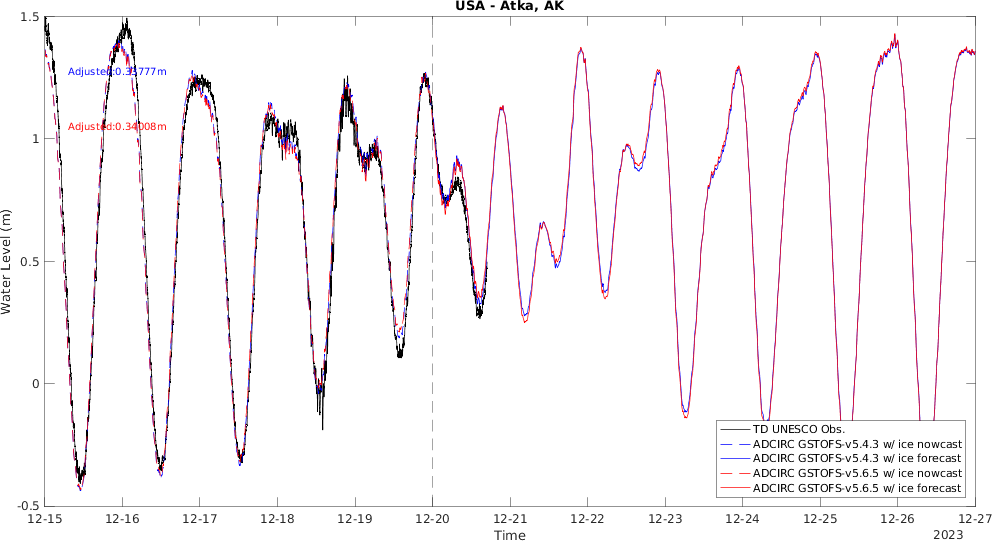 USA - Atka, AK
1.5
1
0.5
0
-0.5
Water Level (m)
Adjusted:0.33777m
Adjusted:0.34008m
TD UNESCO Obs.
ADCIRC GSTOFS-v5.4.3 w/ ice nowcast
ADCIRC GSTOFS-v5.4.3 w/ ice forecast
ADCIRC GSTOFS-v5.6.5 w/ ice nowcast
ADCIRC GSTOFS-v5.6.5 w/ ice forecast
12-15 12-16 12-17 12-18 12-19 12-20 12-21 12-22 12-23 12-24 12-25 12-26 12-27
Time
2023